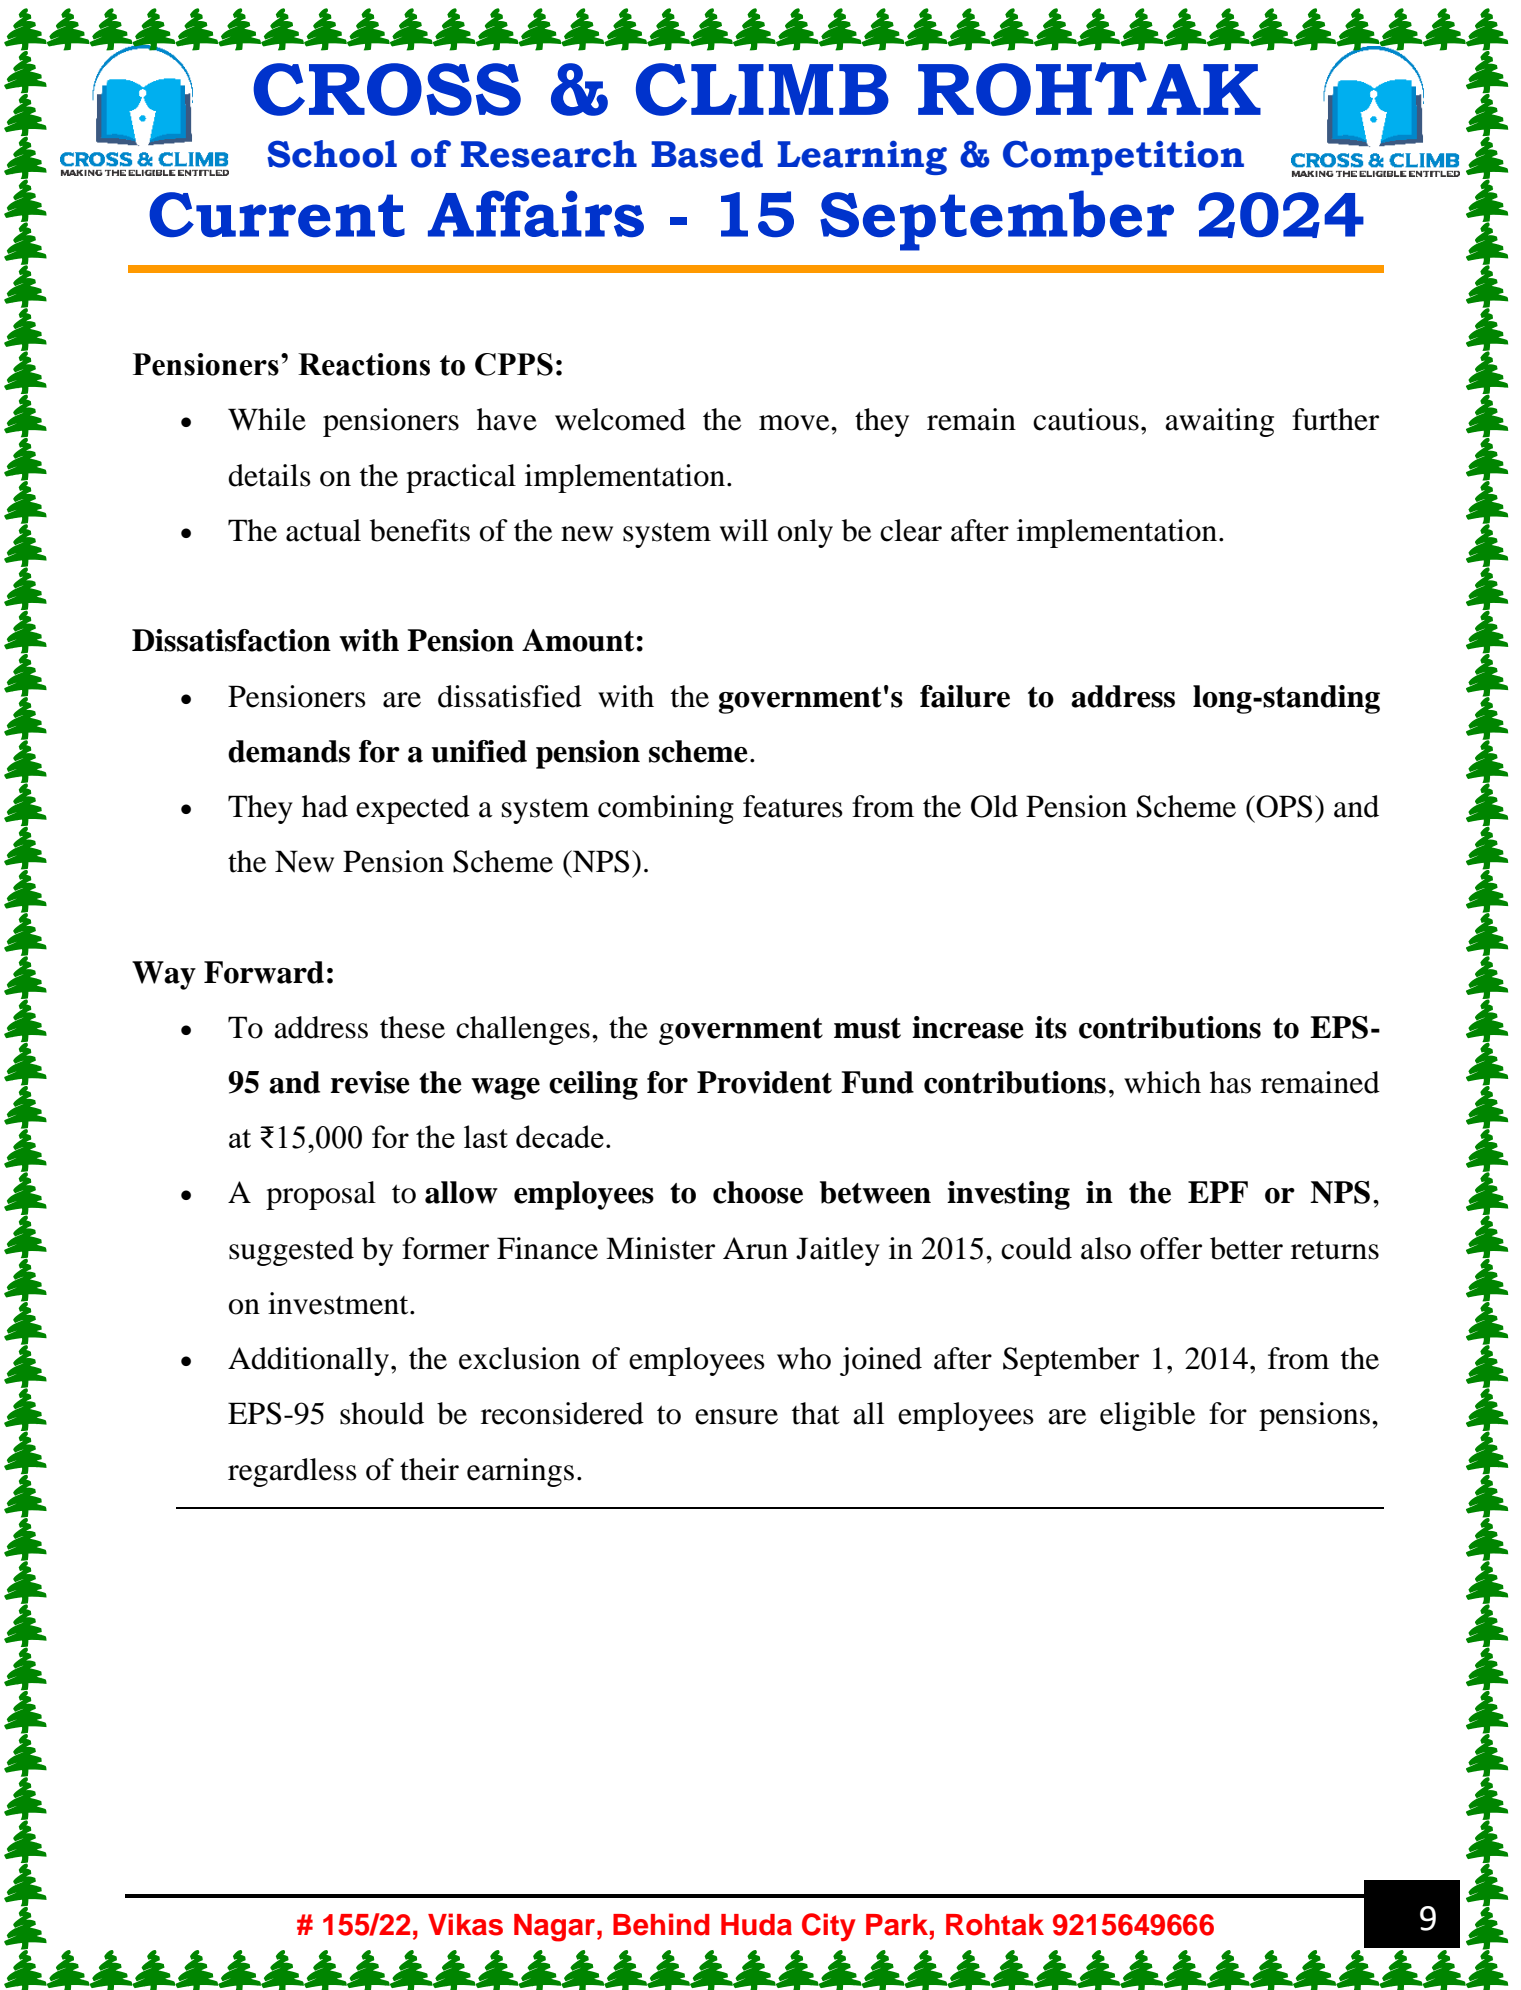 CROSS & CLIMB ROHTAK
School of Research Based Learning & Competition
CROSS & CLIMB
MAKING THE ELIGIBLE ENTITLED
CROSS & CLIMB
MAKING THE ELIGIBLE ENTITLED
Current Affairs - 15 September 2024
Pensioners’ Reactions to CPPS:
• While pensioners have welcomed the move, they remain cautious, awaiting further
details on the practical implementation.
• The actual benefits of the new system will only be clear after implementation.
Dissatisfaction with Pension Amount:
• Pensioners are dissatisfied with the government's failure to address long-standing
demands for a unified pension scheme.
• They had expected a system combining features from the Old Pension Scheme (OPS) and
the New Pension Scheme (NPS).
Way Forward:
• To address these challenges, the government must increase its contributions to EPS-
95 and revise the wage ceiling for Provident Fund contributions, which has remained
at ₹15,000 for the last decade.
• A proposal to allow employees to choose between investing in the EPF or NPS,
suggested by former Finance Minister Arun Jaitley in 2015, could also offer better returns
on investment.
• Additionally, the exclusion of employees who joined after September 1, 2014, from the
EPS-95 should be reconsidered to ensure that all employees are eligible for pensions,
regardless of their earnings.
# 155/22, Vikas Nagar, Behind Huda City Park, Rohtak 9215649666
9